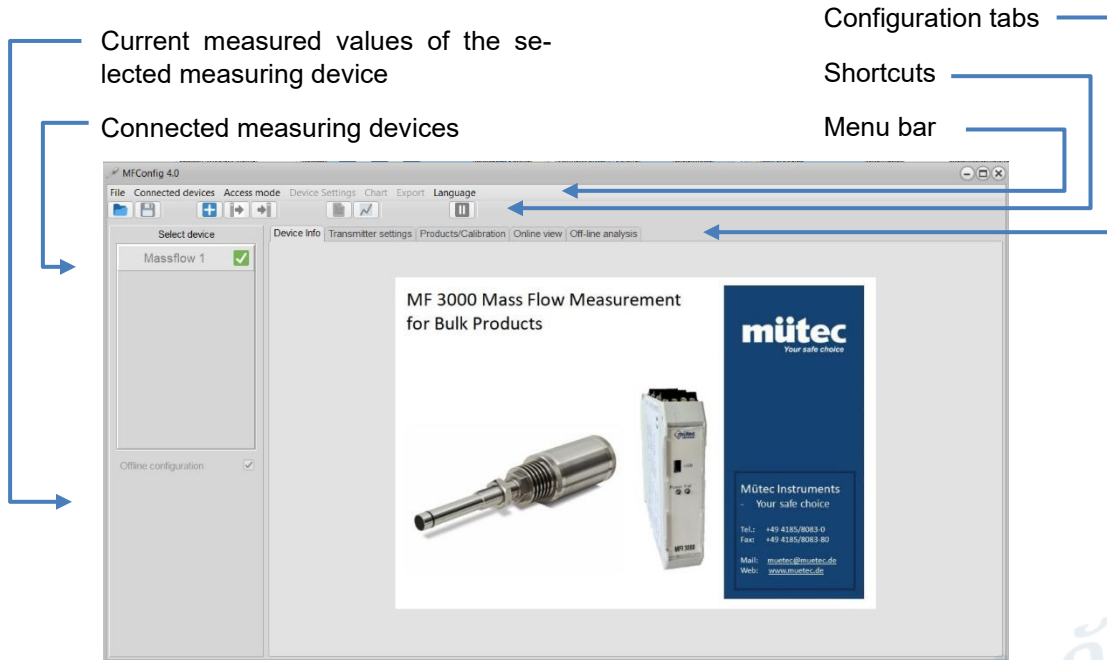 Configuration tabs
Current measured values of the se-
lected measuring device
Shortcuts
Connected measuring devices
Menu bar
MFConfig 4.0
File Connected devices Access mode Device Settings Chart Export Language
Select device
Device Info Transmitter settings Products/Calibration Online view Off-line analysis
Massflow 1
MF 3000 Mass Flow Measurement
for Bulk Products
mütec
Your safe choice
mütec
USB
MFI 3000
Offline configuration
Mütec Instruments
- Your safe choice
Tel.: +49 4185/8083-0
Fax: +49 4185/8083-80
Mail: muetec@muetec.de
Web: www.muetec.de